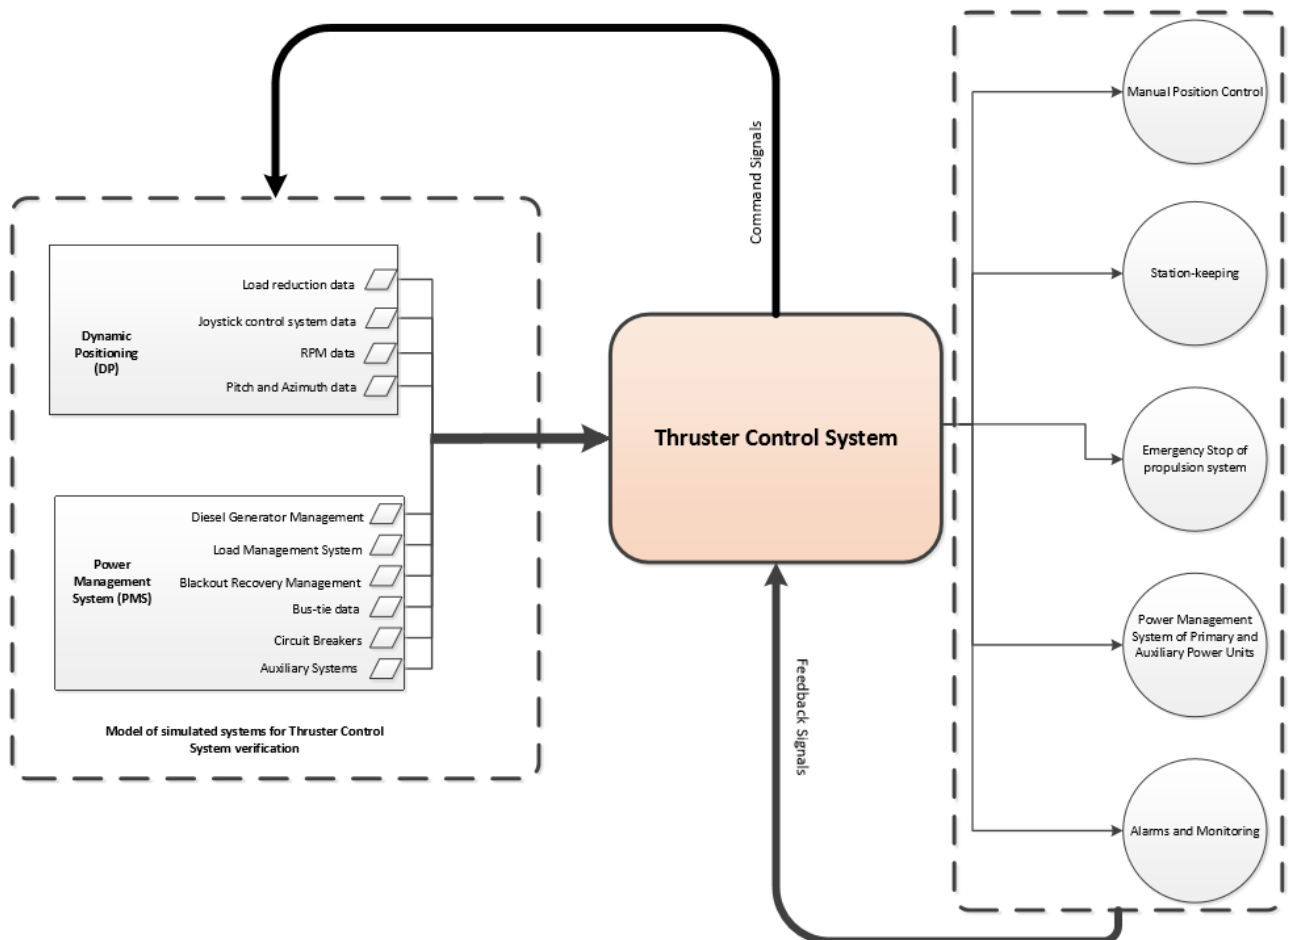 Command Signals
Manual Position Control
Station-keeping
Emergency Stop of
propulsion system
Power Management
System of Primary and
Auxiliary Power Units
Alarms and Monitoring
Dynamic
Positioning
(DP)
Load reduction data
Joystick control system data
RPM data
Pitch and Azimuth data
Power
Management
System (PMS)
Diesel Generator Management
Load Management System
Blackout Recovery Management
Bus-tie data
Circuit Breakers
Auxiliary Systems
Model of simulated systems for Thruster Control
System verification
Thruster Control System
Feedback Signals